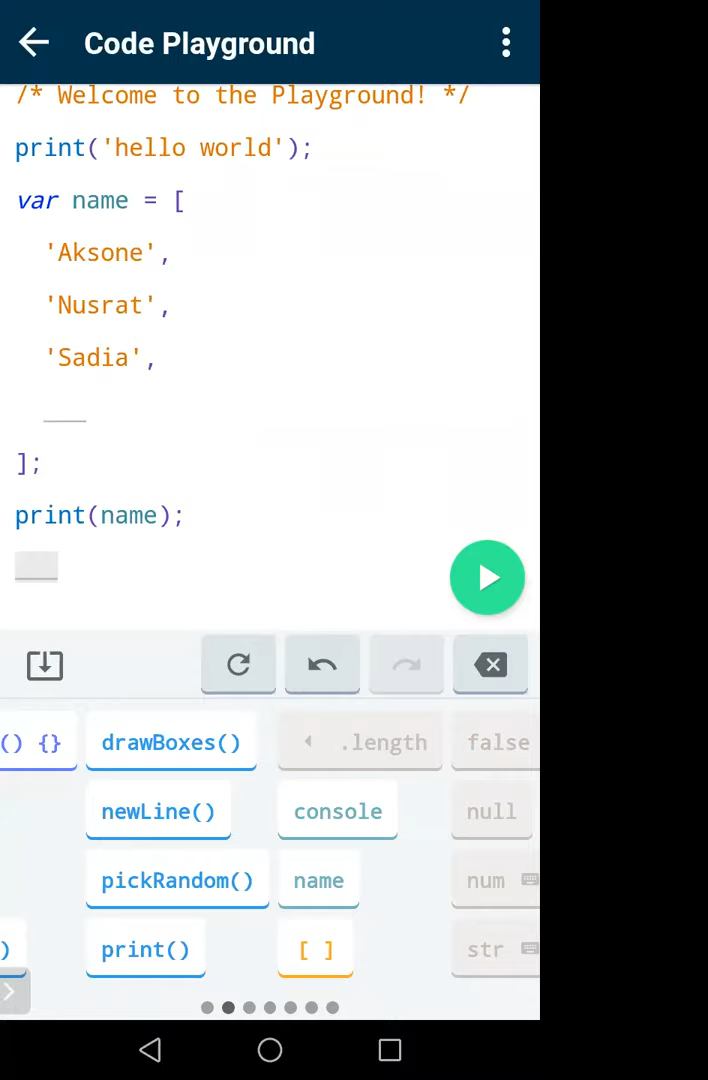 Code Playground
/* Welcome to the Playground! */
print('hello world');
var name = [
'Aksone',
'Nusrat',
'Sadia',
];
print(name);
() {} drawBoxes() .length false
newLine() console null
pickRandom() name num
) print() [ ] str